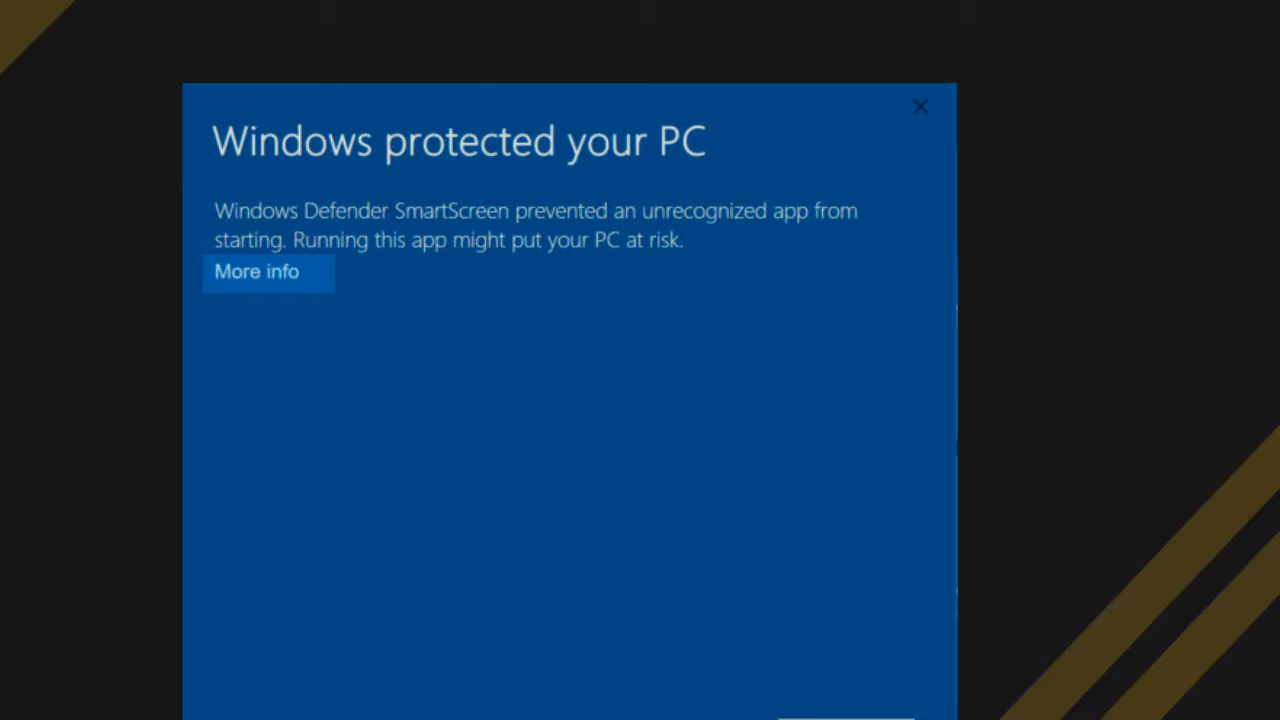 Windows protected your PC
Windows Defender SmartScreen prevented an unrecognized app from
starting. Running this app might put your PC at risk.
More info